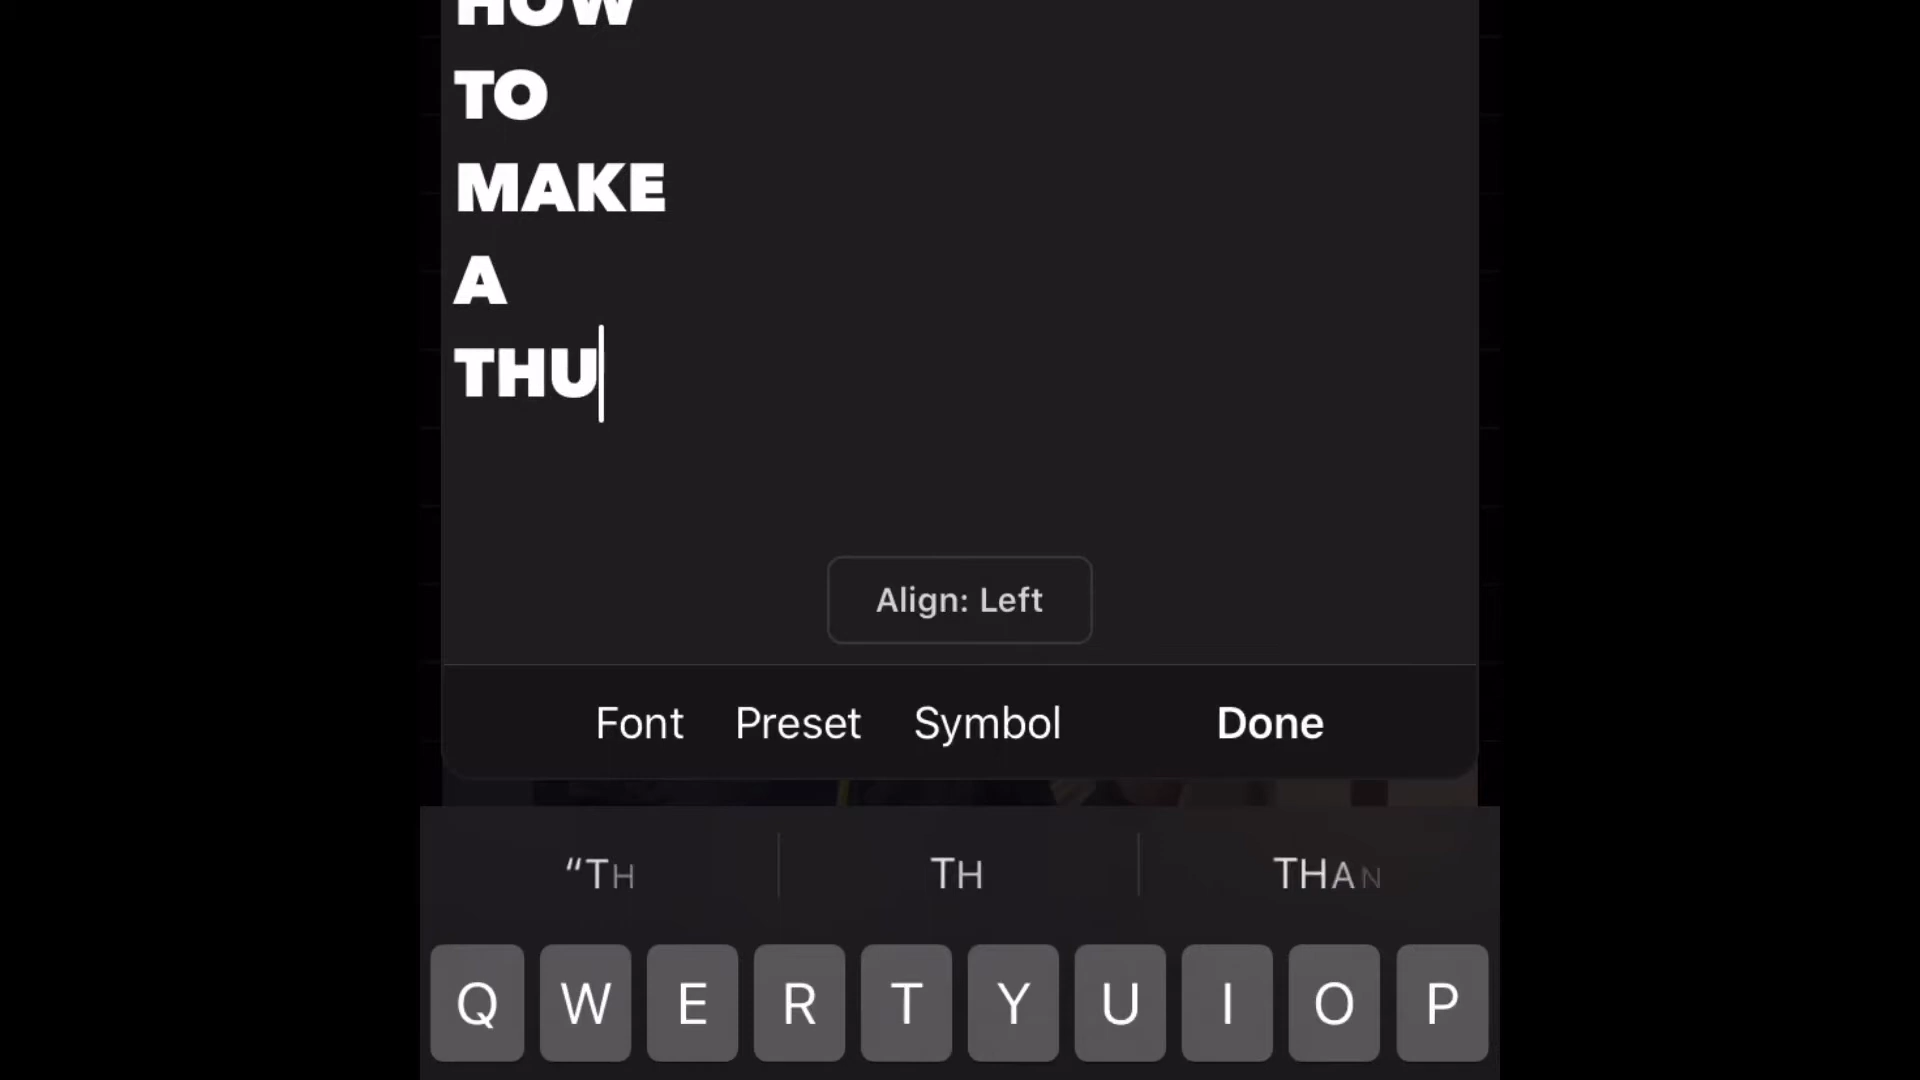 HOW
TO
MAKE
A
THU
Align: Left
Font Preset Symbol Done
“TH TH THAN
Q W E R T Y U I O P